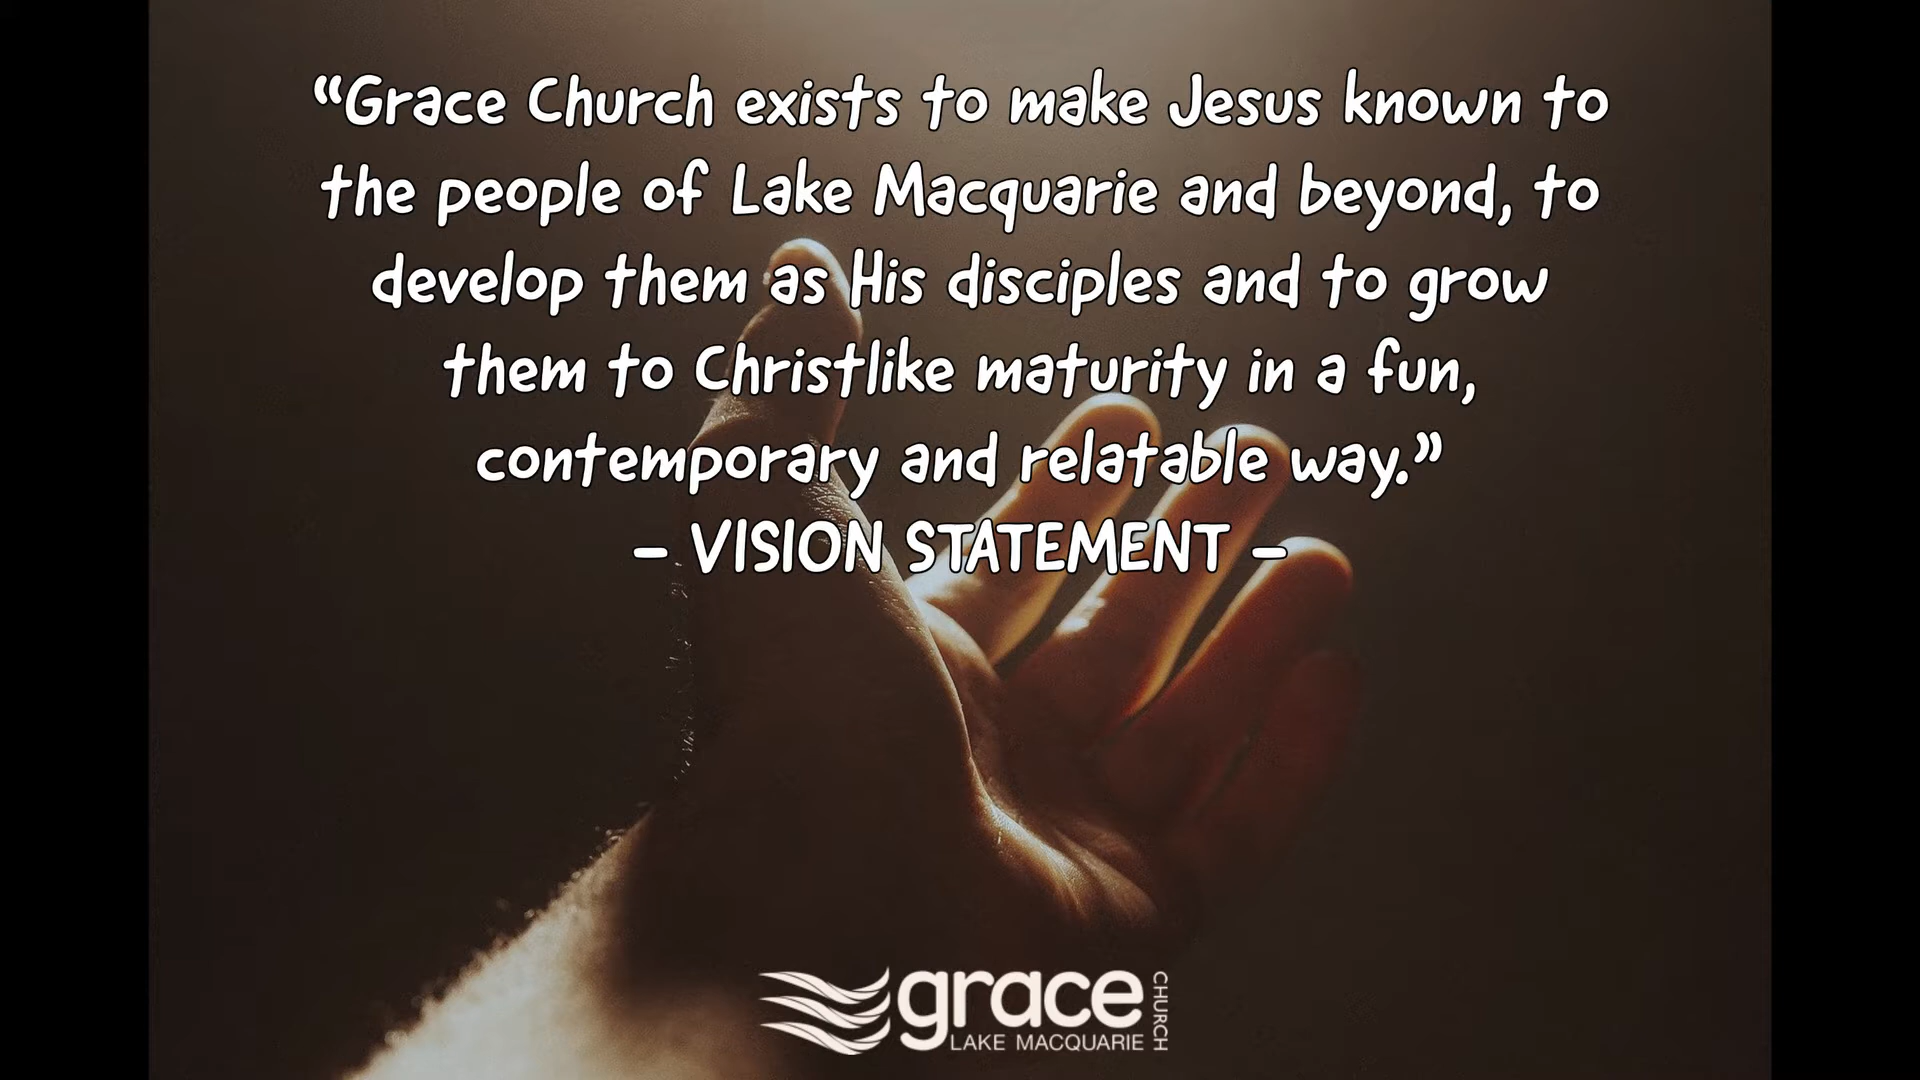 “Grace Church exists to make Jesus known to
the people of Lake Macquarie and beyond, to
develop them as His disciples and to grow
them to Christlike maturity in a fun,
contemporary and relatable way.”
– VISION STATEMENT –
grace
CHURCH
LAKE MACQUARIE